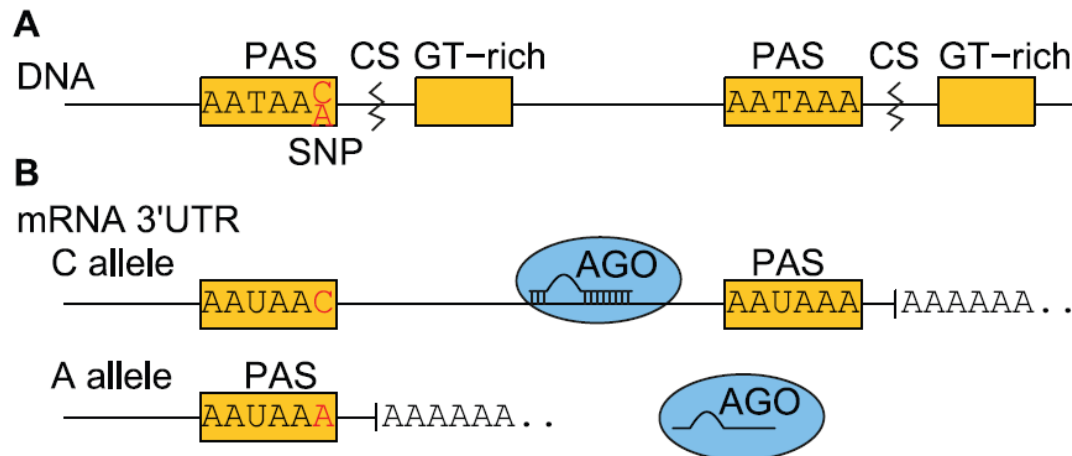 A
PAS CS GT-rich PAS CS GT-rich
DNA
AATAA C/A AATAAA
SNP
B
mRNA 3'UTR
C allele AGO PAS
AAUAAC AAUAAA AAAAAA..
A allele PAS AGO
AAUAAA AAAAAA..